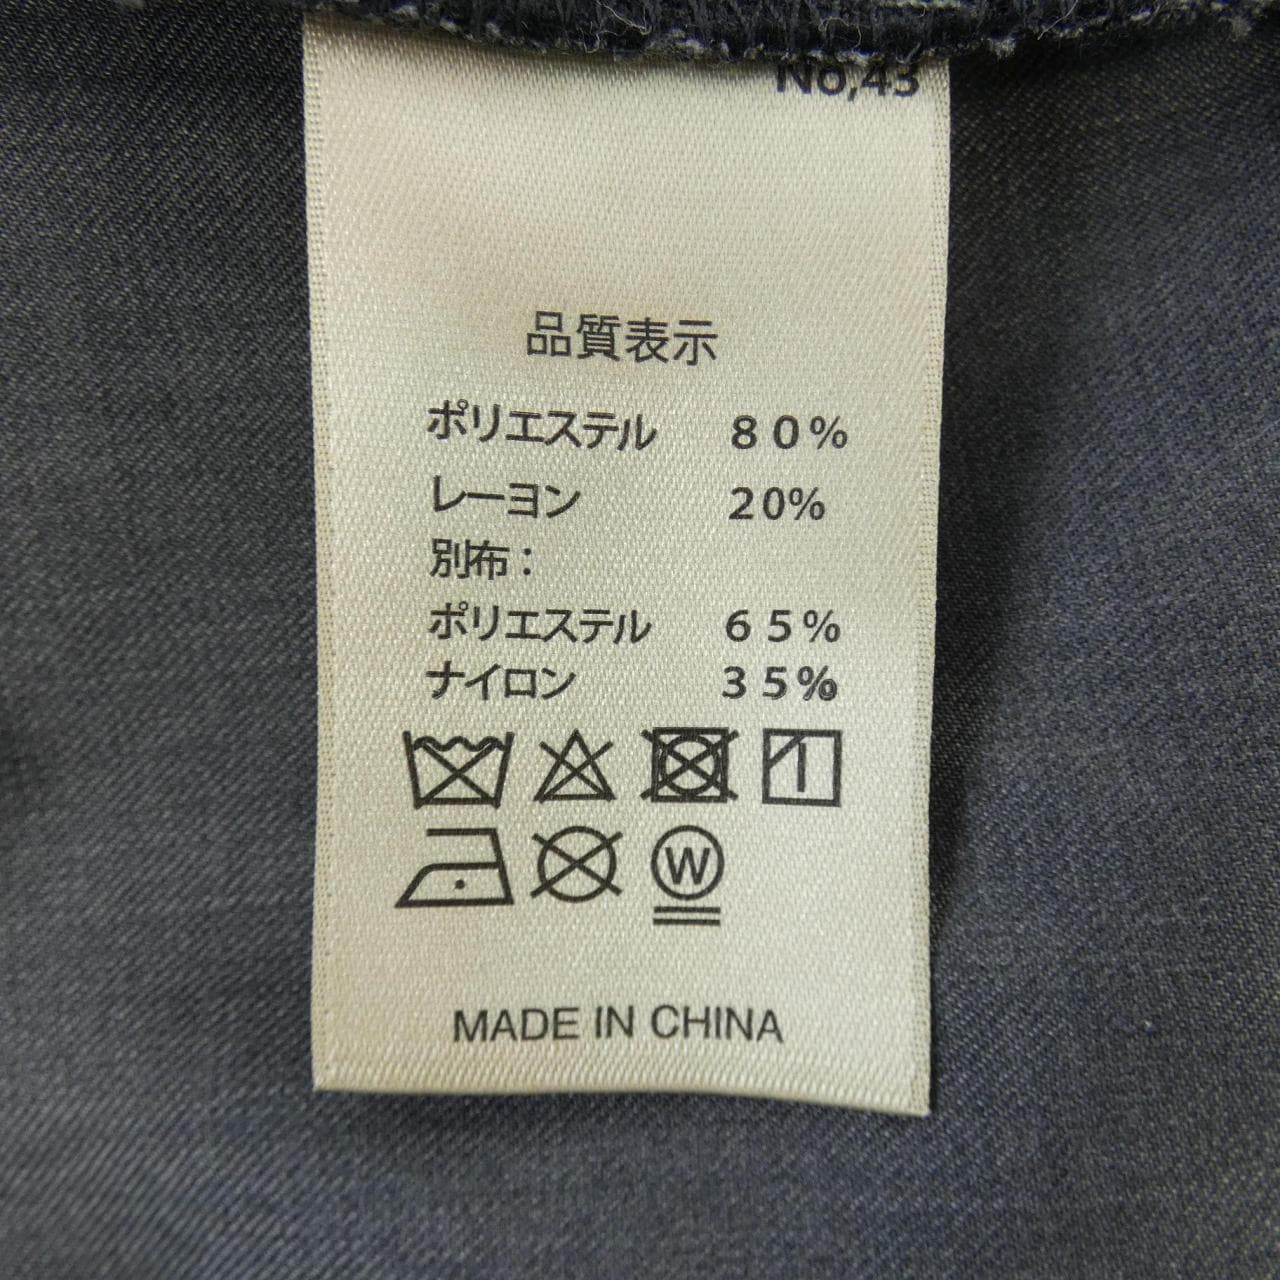 No,43
品質表示
ポリエステル 80%
レーヨン 20%
別布：
ポリエステル 65%
ナイロン 35%
W
MADE IN CHINA